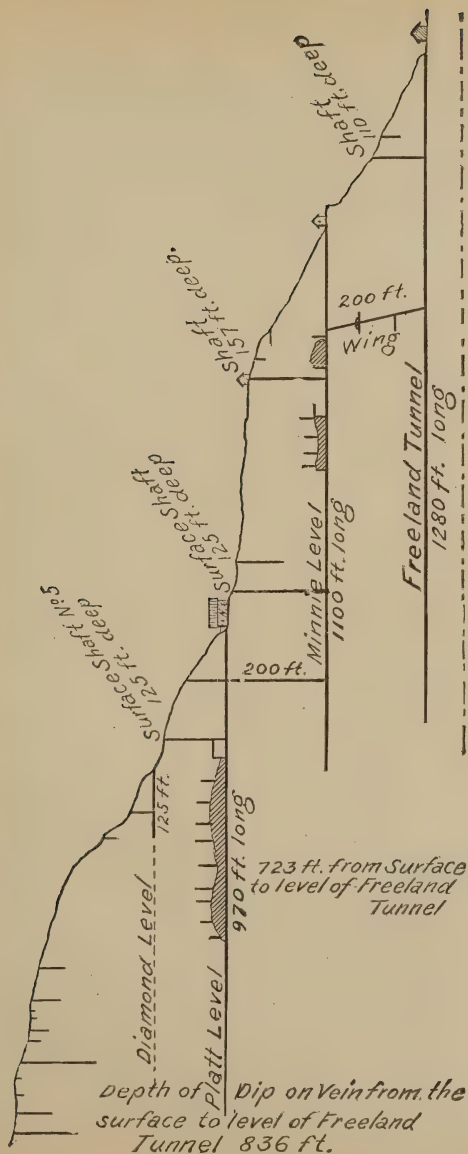 Shaft
110 ft. deep
Shaft
157 ft. deep.
200 ft.
Wing
Freeland Tunnel
1280 ft. long
Surface Shaft
125 ft. deep
Minnie Level
1100 ft. long
Surface Shaft No. 5
125 ft. deep
200 ft.
125 ft.
Diamond Level
Platt Level
970 ft. long
723 ft. from Surface
to level of Freeland
Tunnel
Depth of Dip on Vein from the
surface to level of Freeland
Tunnel 836 ft.